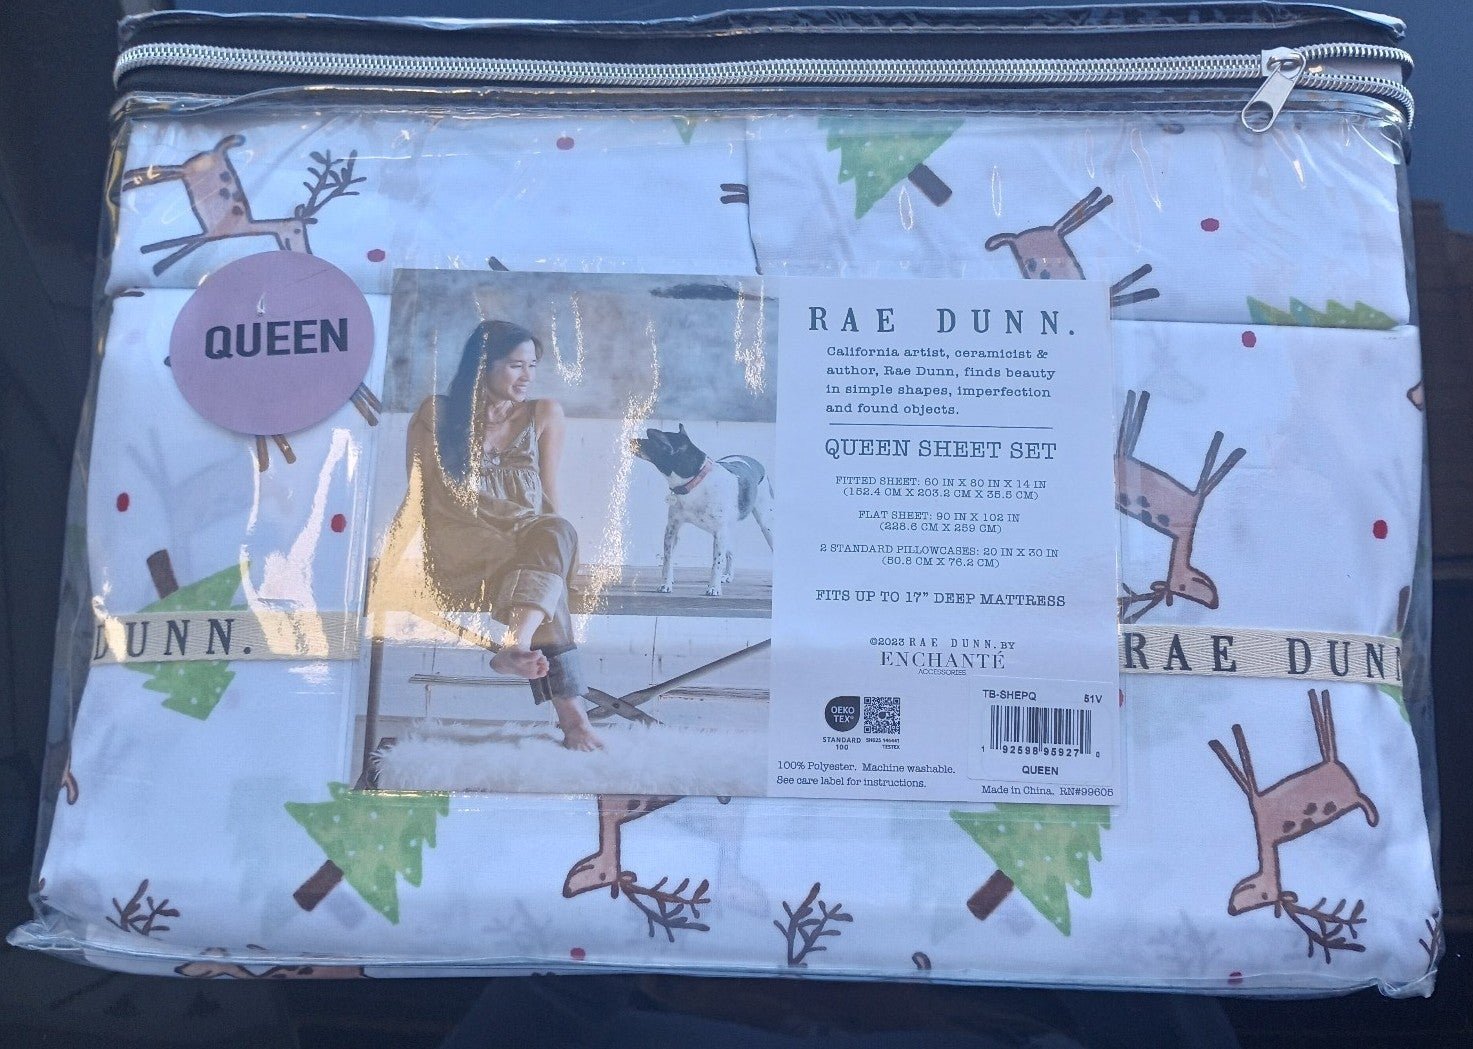 QUEEN
RAE DUNN.
California artist, ceramicist &
author, Rae Dunn, finds beauty
in simple shapes, imperfection
and found objects.
QUEEN SHEET SET
FITTED SHEET: 60 IN X 80 IN X 14 IN
(152.4 CM X 203.2 CM X 35.5 CM)
FLAT SHEET: 90 IN X 102 IN
(228.6 CM X 259 CM)
2 STANDARD PILLOWCASES: 20 IN X 30 IN
(50.8 CM X 76.2 CM)
FITS UP TO 17" DEEP MATTRESS
©2023 RAE DUNN. BY
ENCHANTÉ
ACCESSORIES
OEKO
TEX®
STANDARD
100
TESTEX
TB-SHEPQ 51V
1 92598 95927 0
QUEEN
100% Polyester. Machine washable.
See care label for instructions.
Made in China. RN#99605
DUNN.
RAE DUNN